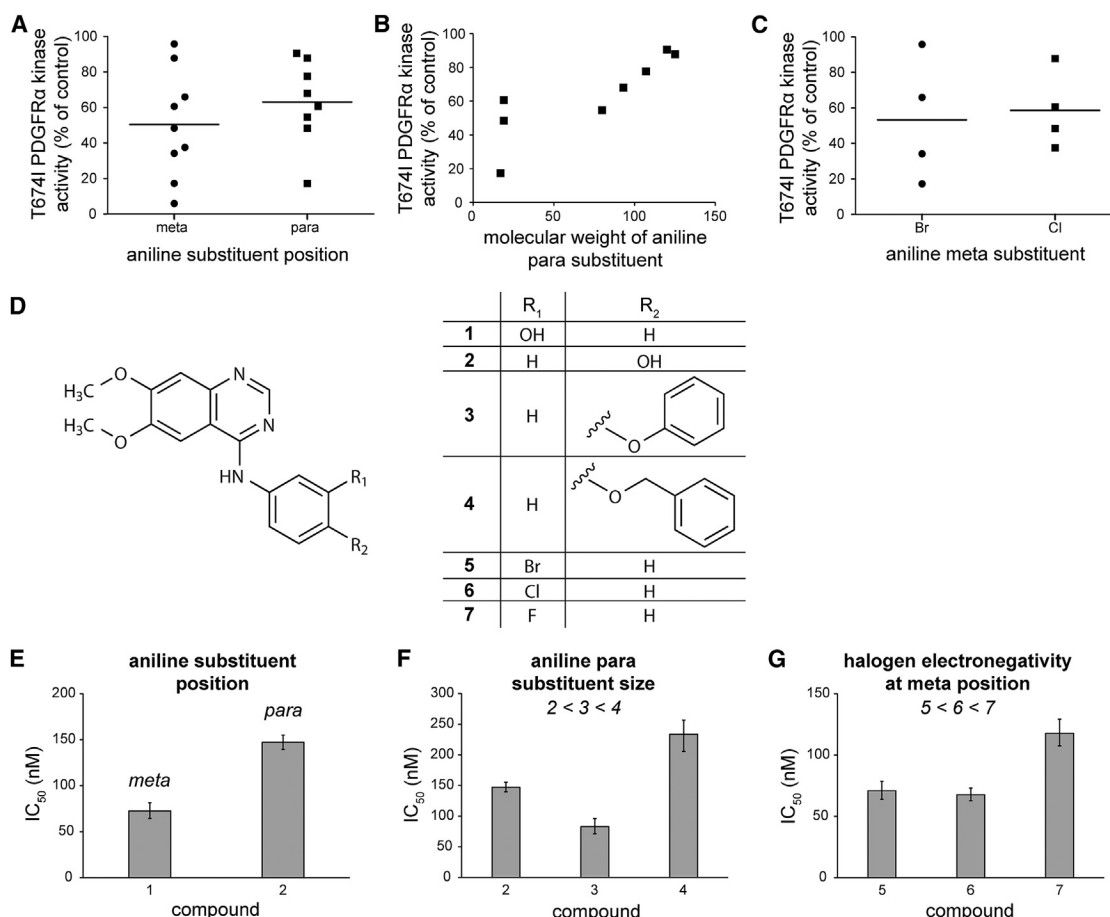 A
T674I PDGFRα kinase
activity (% of control)
100
80
60
40
20
0
meta
para
aniline substituent position
B
T674I PDGFRα kinase
activity (% of control)
100
80
60
40
20
0
0
50
100
150
molecular weight of aniline
para substituent
C
T674I PDGFRα kinase
activity (% of control)
100
80
60
40
20
0
Br
Cl
aniline meta substituent
D
H₃C
O
H₃C
O
N
N
HN
R₁
R₂
R₁ R₂
1 OH H
2 H OH
3 H
O
4 H
O
5 Br H
6 Cl H
7 F H
E
aniline substituent
position
IC₅₀ (nM)
200
150
100
50
0
meta
para
1 2
compound
F
aniline para
substituent size
2 < 3 < 4
IC₅₀ (nM)
300
250
200
150
100
50
0
2 3 4
compound
G
halogen electronegativity
at meta position
5 < 6 < 7
IC₅₀ (nM)
150
100
50
0
5 6 7
compound